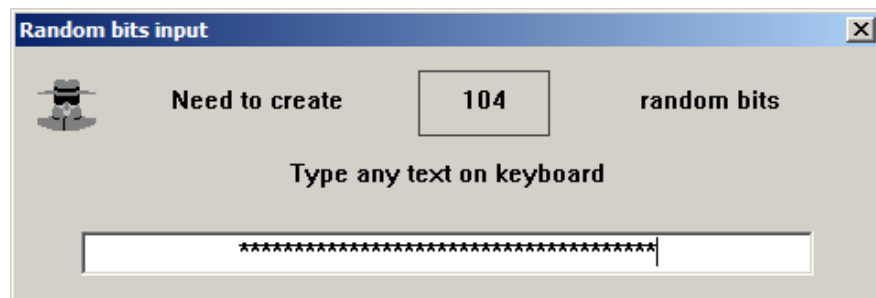 Random bits input
Need to create 104 random bits
Type any text on keyboard
**************************************